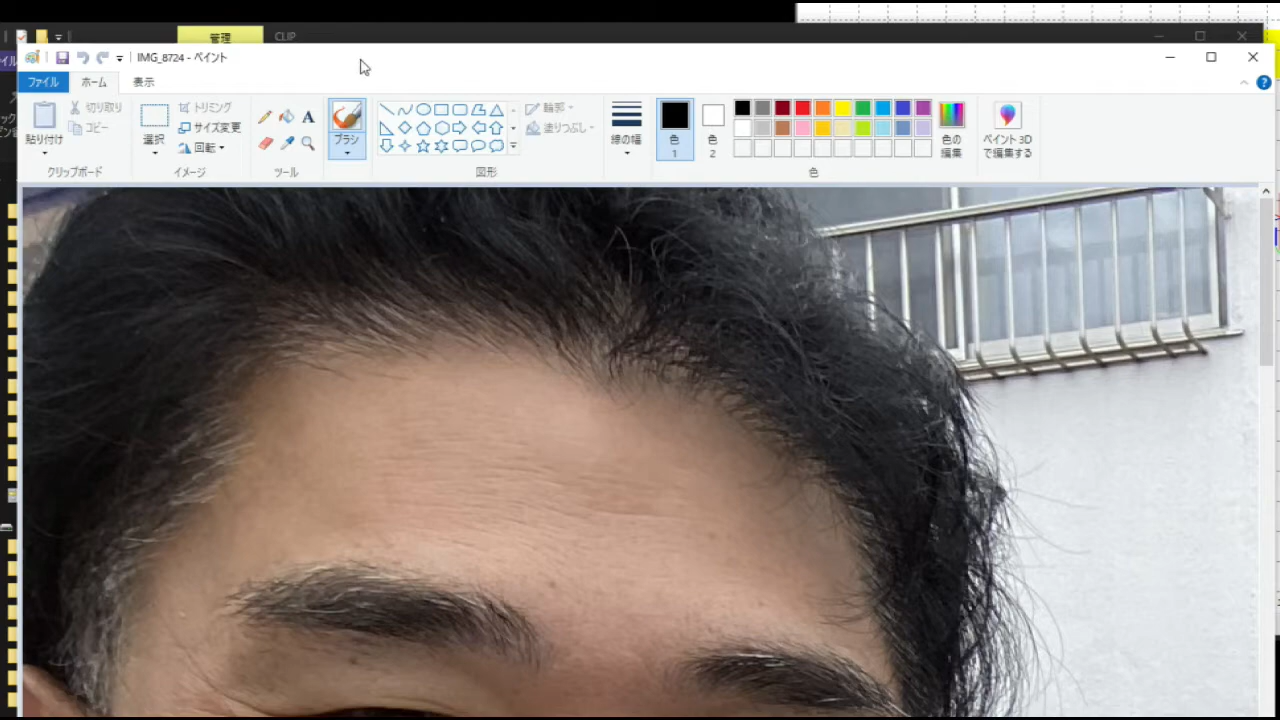 管理
CLIP
IMG_8724 - ペイント
ファイル
ホーム
表示
貼り付け
切り取り
コピー
選択
トリミング
サイズ変更
回転
A
ブラシ
輪郭
塗りつぶし
線の幅
色
1
色
2
色の
編集
ペイント 3D
で編集する
クリップボード
イメージ
ツール
図形
色